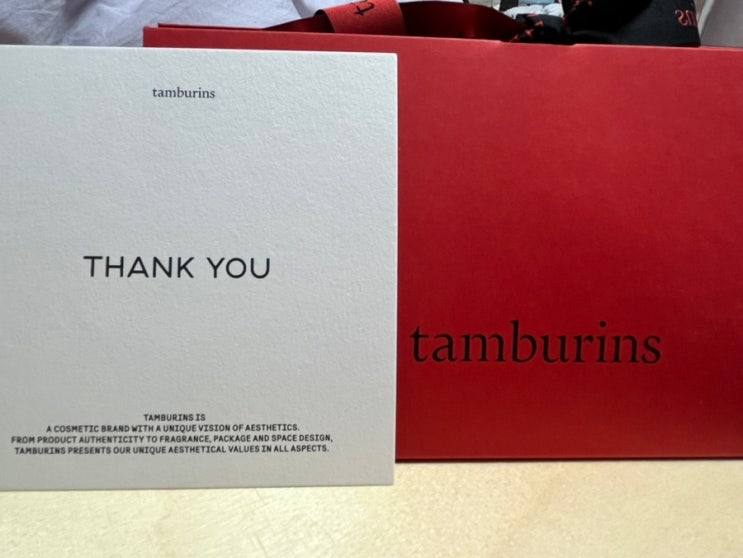 tamburins
THANK YOU
TAMBURINS IS
A COSMETIC BRAND WITH A UNIQUE VISION OF AESTHETICS.
FROM PRODUCT AUTHENTICITY TO FRAGRANCE, PACKAGE AND SPACE DESIGN,
TAMBURINS PRESENTS OUR UNIQUE AESTHETICAL VALUES IN ALL ASPECTS.
tamburins